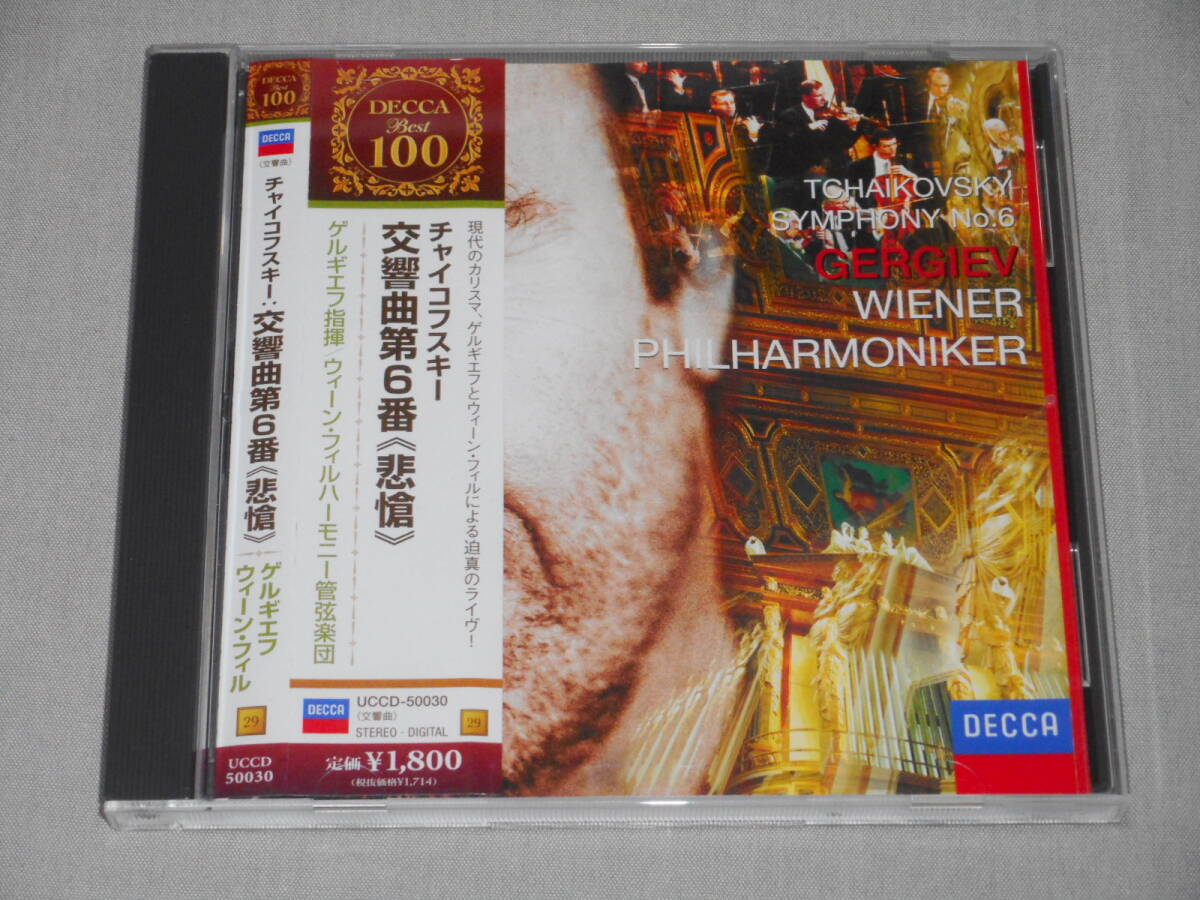 DECCA
Best
100
DECCA
〈交響曲〉
チャイコフスキー：交響曲第6番《悲愴》
ゲルギエフ
ウィーン・フィル
29
UCCD
50030
DECCA
Best
100
現代のカリスマ、ゲルギエフとウィーン・フィルによる迫真のライヴ！
チャイコフスキー
交響曲第6番《悲愴》
ゲルギエフ指揮／ウィーン・フィルハーモニー管弦楽団
DECCA
UCCD-50030
〈交響曲〉
STEREO・DIGITAL
29
定価¥1,800
(税抜価格¥1,714)
TCHAIKOVSKY
SYMPHONY No.6
GERGIEV
WIENER
PHILHARMONIKER
DECCA